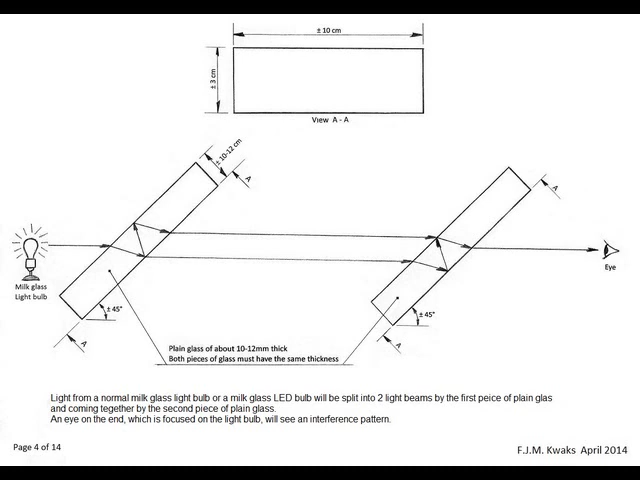 ± 10 cm
± 3 cm
View A - A
± 10-12 cm
A
A
Milk glass
Light bulb
Eye
± 45°
± 45°
A
A
Plain glass of about 10-12mm thick
Both pieces of glass must have the same thickness
Light from a normal milk glass light bulb or a milk glass LED bulb will be split into 2 light beams by the first peice of plain glas
and coming tegether by the second piece of plain glass.
An eye on the end, which is focused on the light bulb, will see an interference pattern.
Page 4 of 14
F.J.M. Kwaks April 2014